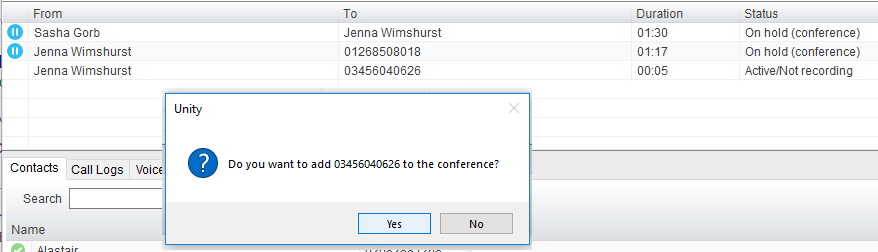 From To Duration Status
Sasha Gorb Jenna Wimshurst 01:30 On hold (conference)
Jenna Wimshurst 01268508018 01:17 On hold (conference)
Jenna Wimshurst 03456040626 00:05 Active/Not recording
Unity
Do you want to add 03456040626 to the conference?
Contacts Call Logs Voice
Search
Yes No
Name
Alastair